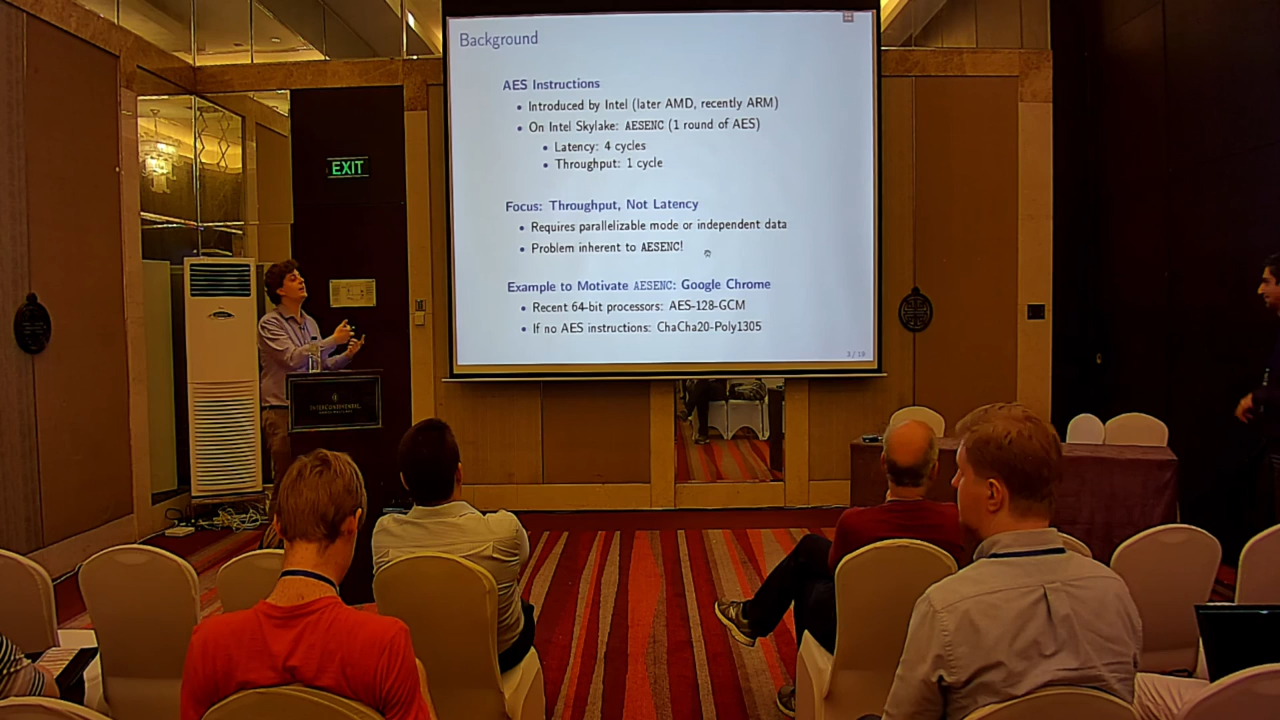 Background
AES Instructions
• Introduced by Intel (later AMD, recently ARM)
• On Intel Skylake: AESENC (1 round of AES)
• Latency: 4 cycles
• Throughput: 1 cycle
Focus: Throughput, Not Latency
• Requires parallelizable mode or independent data
• Problem inherent to AESENC!
Example to Motivate AESENC: Google Chrome
• Recent 64-bit processors: AES-128-GCM
• If no AES instructions: ChaCha20-Poly1305
3 / 19
EXIT
INTERCONTINENTAL